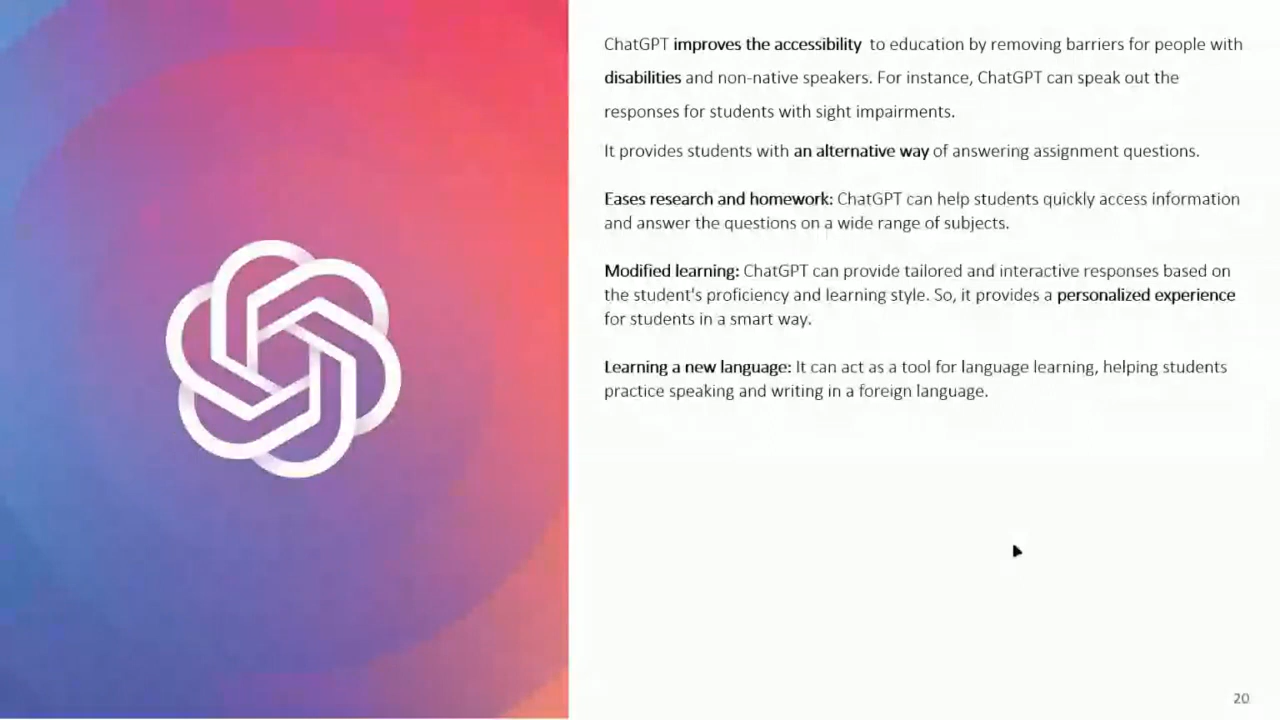 ChatGPT improves the accessibility to education by removing barriers for people with
disabilities and non-native speakers. For instance, ChatGPT can speak out the
responses for students with sight impairments.
It provides students with an alternative way of answering assignment questions.
Eases research and homework: ChatGPT can help students quickly access information
and answer the questions on a wide range of subjects.
Modified learning: ChatGPT can provide tailored and interactive responses based on
the student's proficiency and learning style. So, it provides a personalized experience
for students in a smart way.
Learning a new language: It can act as a tool for language learning, helping students
practice speaking and writing in a foreign language.
20